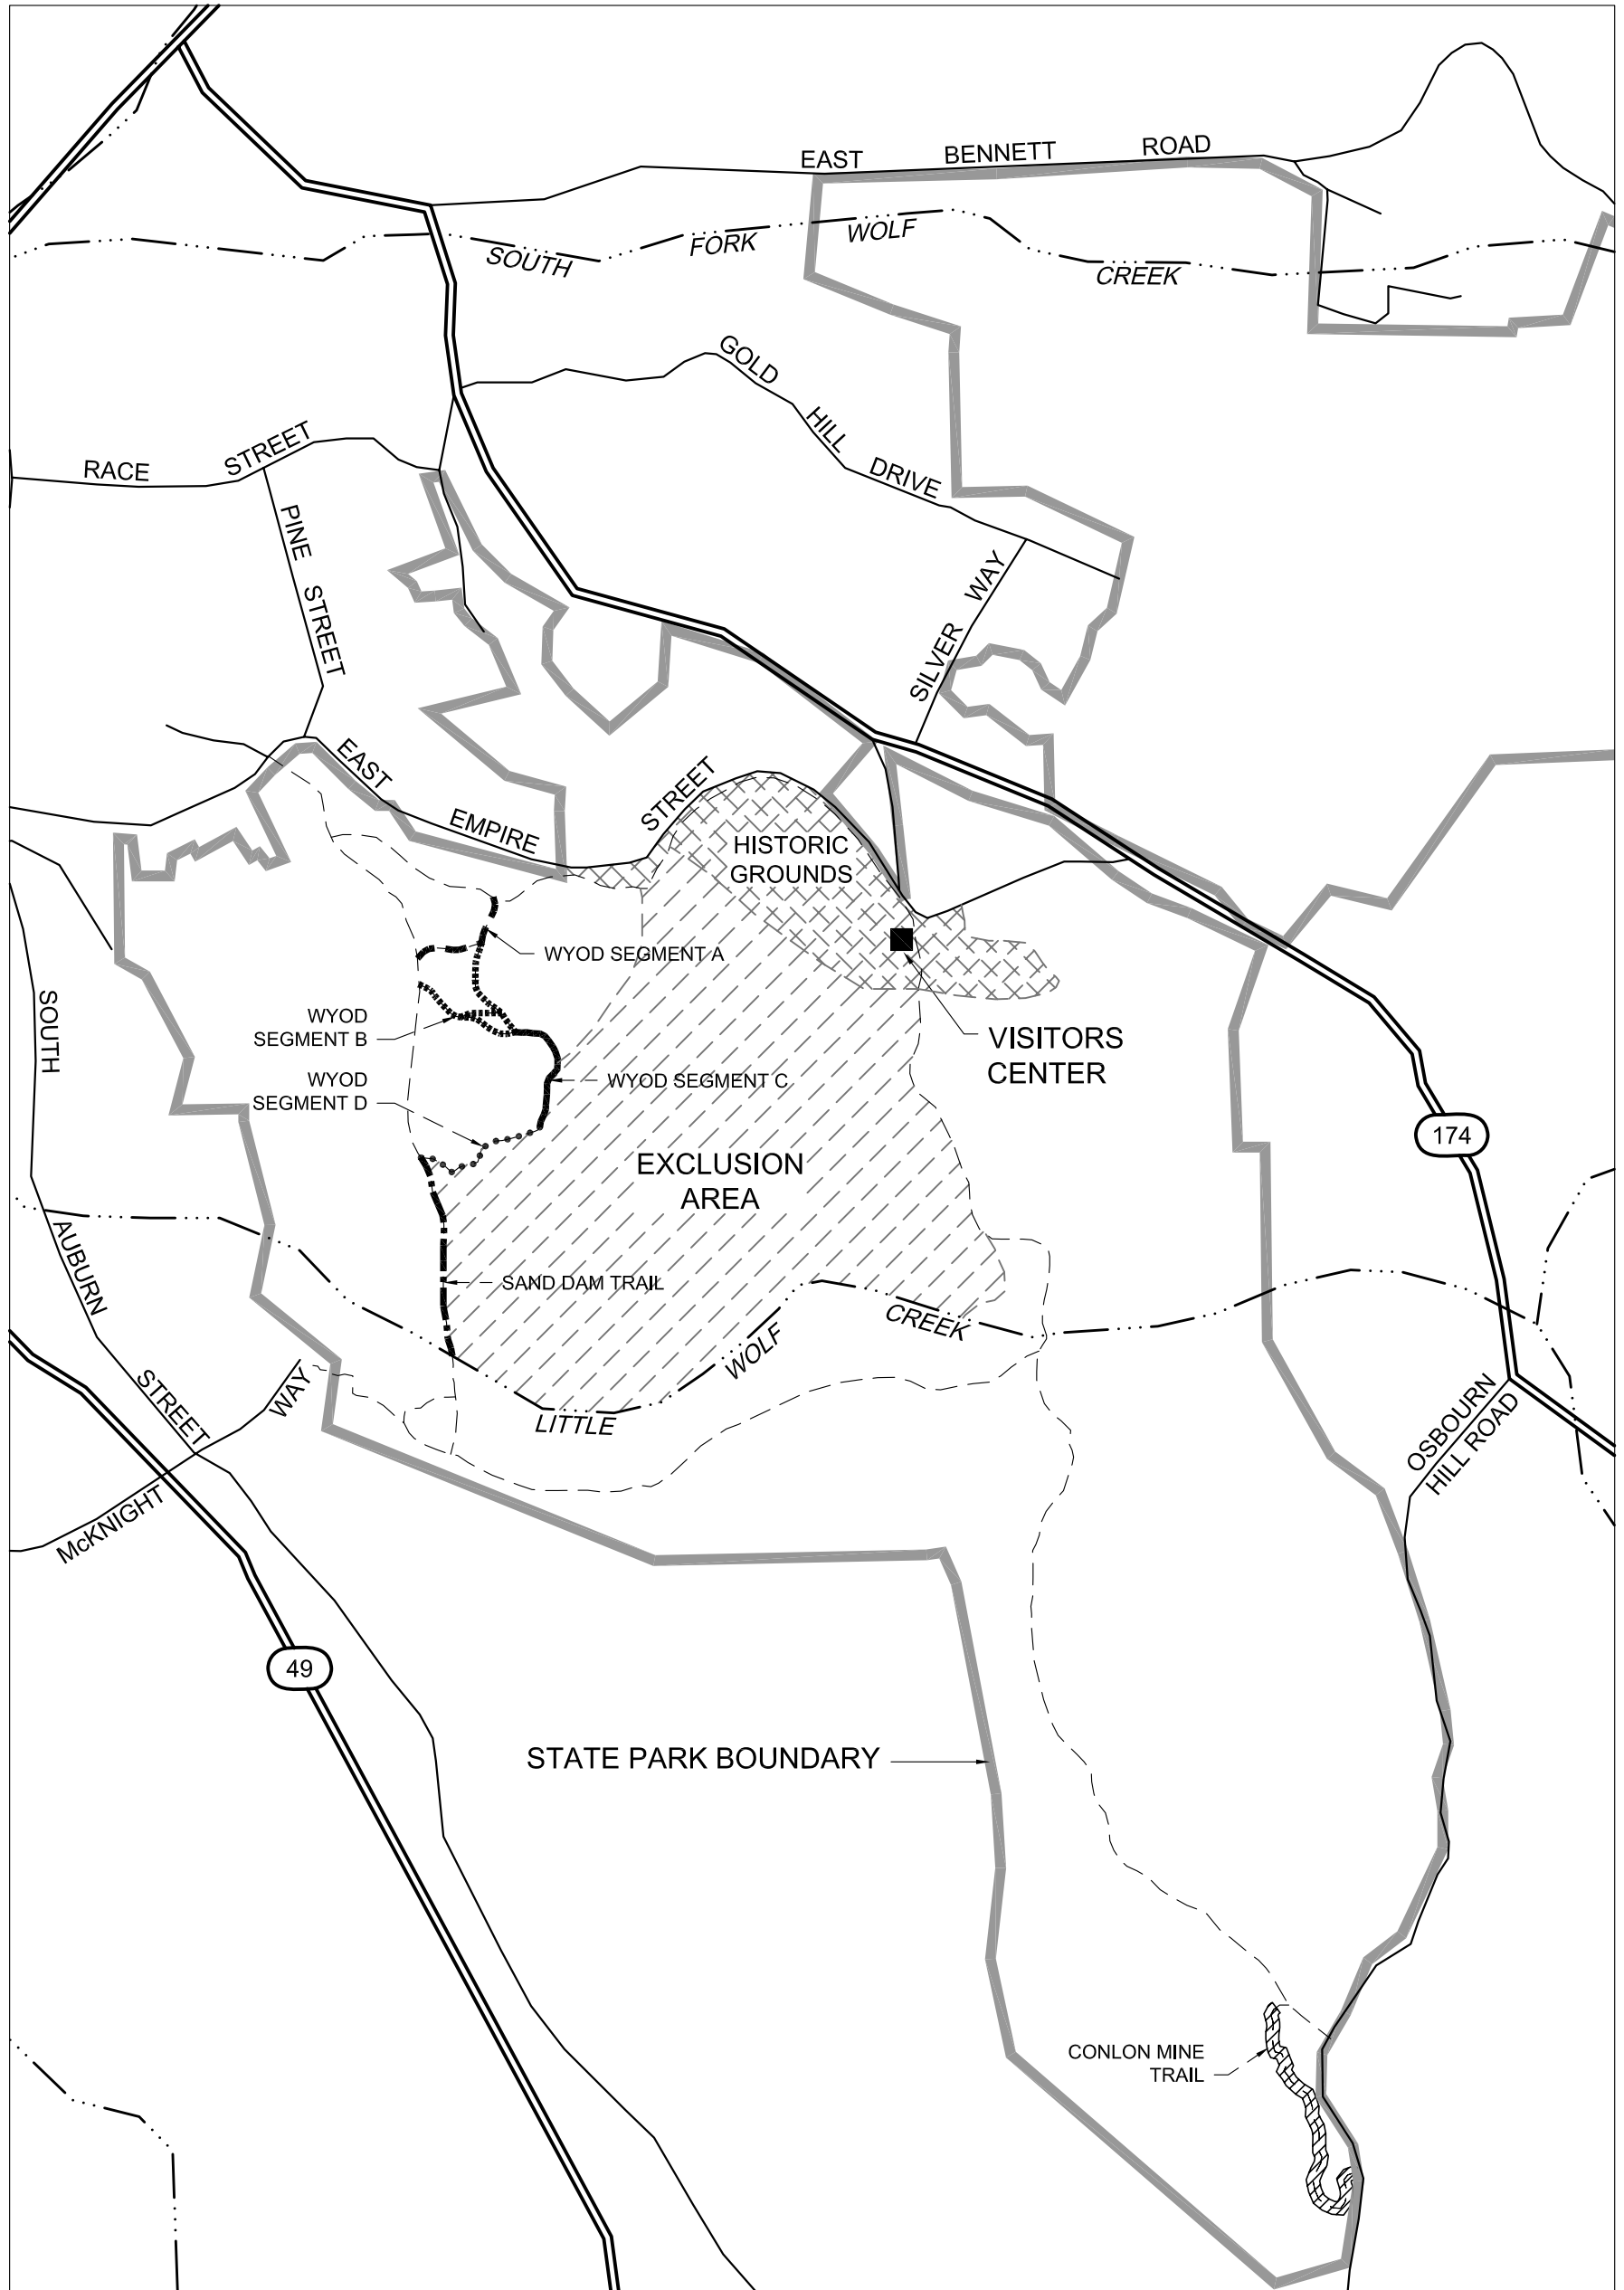 EAST BENNETT ROAD
SOUTH FORK WOLF CREEK
GOLD HILL DRIVE
RACE STREET
PINE STREET
SILVER WAY
EAST EMPIRE STREET
HISTORIC
GROUNDS
WYOD SEGMENT A
WYOD
SEGMENT B
VISITORS
CENTER
WYOD
SEGMENT D
WYOD SEGMENT C
174
EXCLUSION
AREA
SOUTH AUBURN STREET
SAND DAM TRAIL
LITTLE WOLF CREEK
McKNIGHT WAY
OSBOURN
HILL ROAD
49
STATE PARK BOUNDARY
CONLON MINE
TRAIL